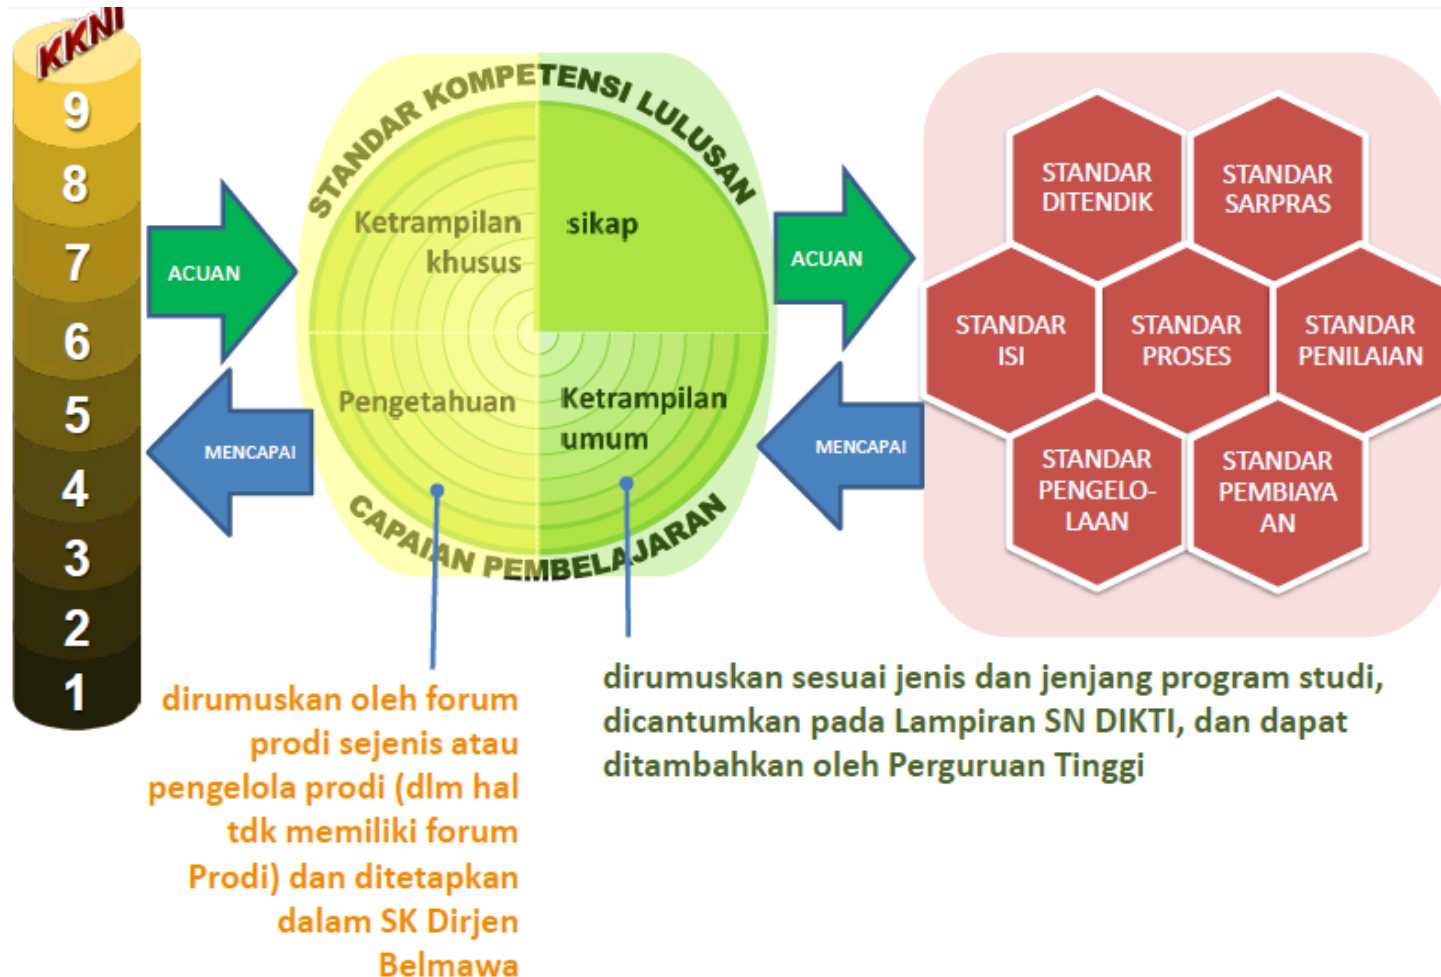 KKNI
9
8
7
6
5
4
3
2
1
ACUAN
MENCAPAI
STANDAR KOMPETENSI LULUSAN
Ketrampilan
khusus
sikap
Pengetahuan
Ketrampilan
umum
CAPAIAN PEMBELAJARAN
ACUAN
MENCAPAI
STANDAR
DITENDIK
STANDAR
SARPRAS
STANDAR
ISI
STANDAR
PROSES
STANDAR
PENILAIAN
STANDAR
PENGELO-
LAAN
STANDAR
PEMBIAYA
AN
dirumuskan oleh forum
prodi sejenis atau
pengelola prodi (dlm hal
tdk memiliki forum
Prodi) dan ditetapkan
dalam SK Dirjen
Belmawa
dirumuskan sesuai jenis dan jenjang program studi,
dicantumkan pada Lampiran SN DIKTI, dan dapat
ditambahkan oleh Perguruan Tinggi